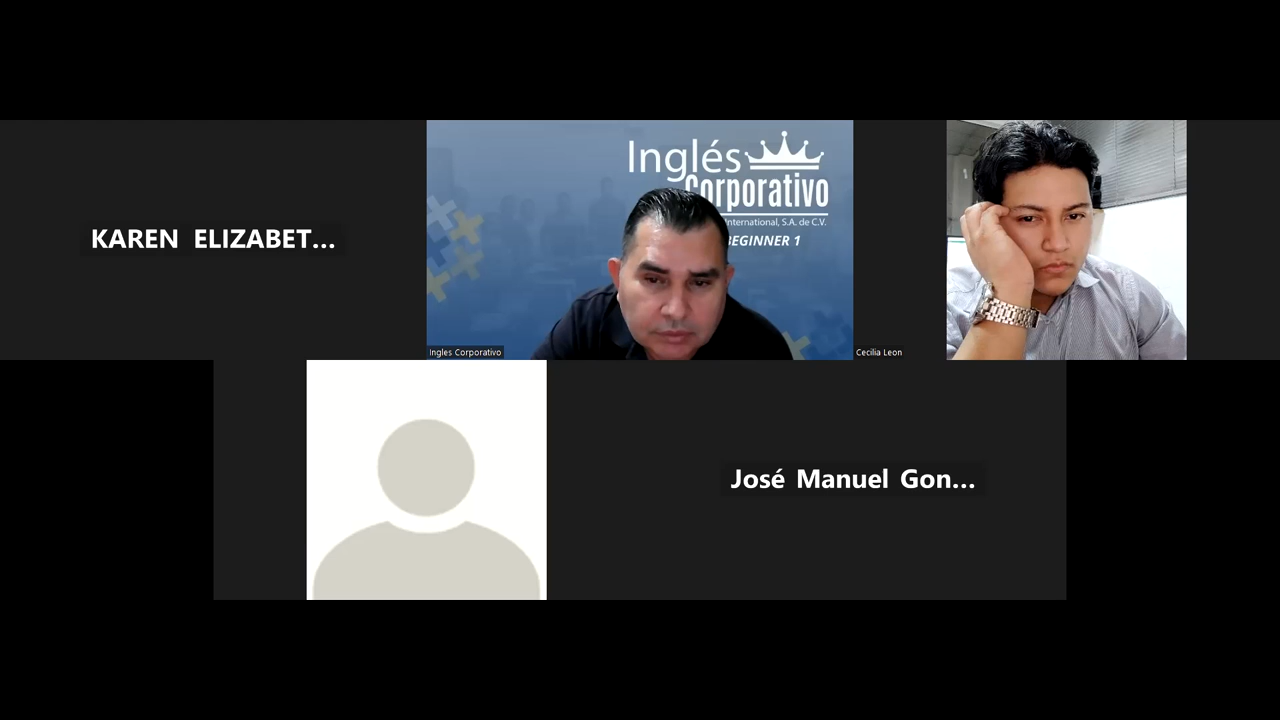 KAREN ELIZABET...
Inglés
Corporativo
International, S.A. de C.V.
BEGINNER 1
Ingles Corporativo
Cecilia Leon
José Manuel Gon...